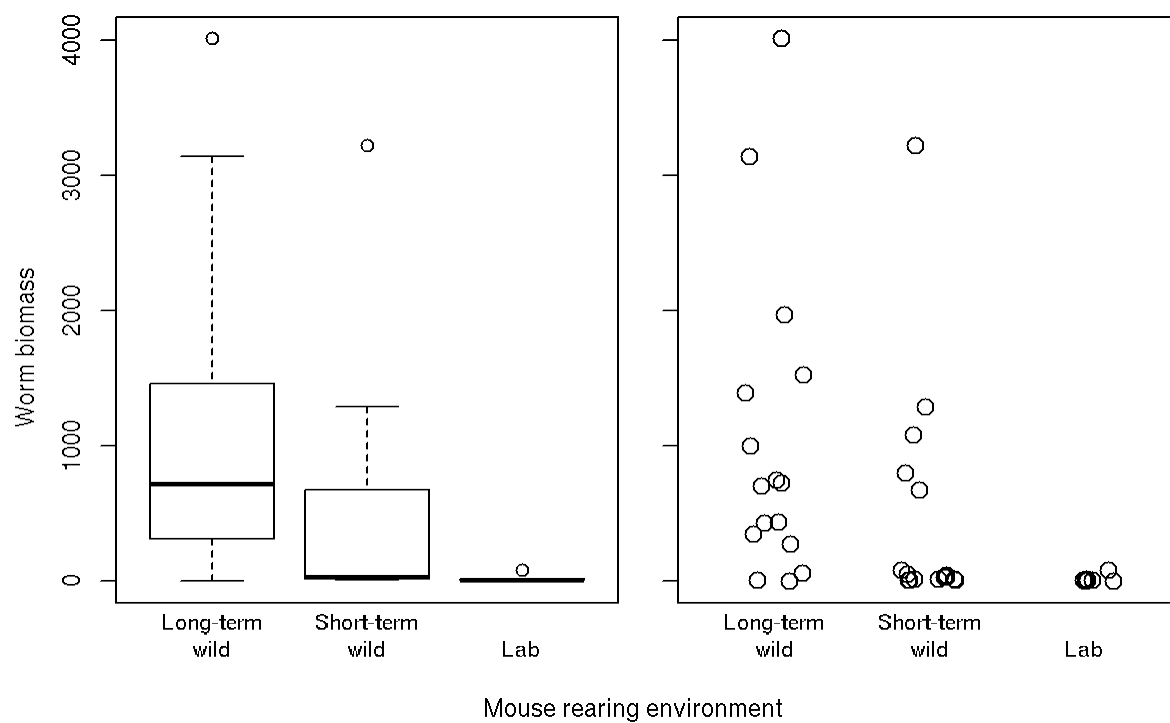 4000
3000
2000
1000
0
Worm biomass
Long-term wild
Short-term wild
Lab
Long-term wild
Short-term wild
Lab
Mouse rearing environment